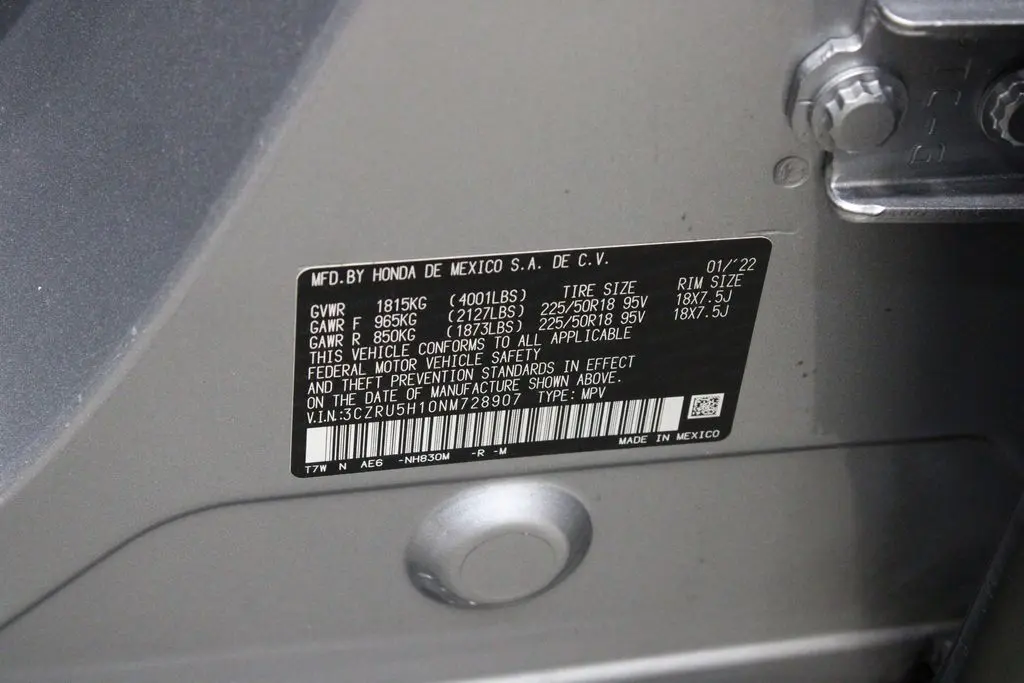 MFD.BY HONDA DE MEXICO S.A. DE C.V. 01/'22
TIRE SIZE RIM SIZE
GVWR 1815KG (4001LBS)
GAWR F 965KG (2127LBS) 225/50R18 95V 18X7.5J
GAWR R 850KG (1873LBS) 225/50R18 95V 18X7.5J
THIS VEHICLE CONFORMS TO ALL APPLICABLE
FEDERAL MOTOR VEHICLE SAFETY
AND THEFT PREVENTION STANDARDS IN EFFECT
ON THE DATE OF MANUFACTURE SHOWN ABOVE.
V.I.N:3CZRU5H10NM728907 TYPE: MPV
MADE IN MEXICO
T7W N AE6 -NH830M -R -M